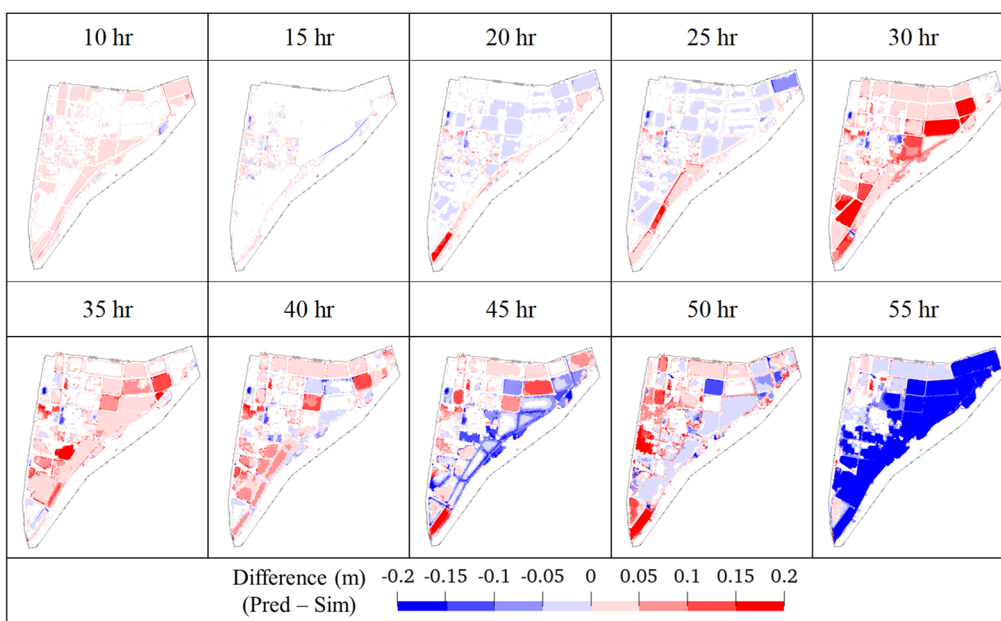 10 hr 15 hr 20 hr 25 hr 30 hr
35 hr 40 hr 45 hr 50 hr 55 hr
Difference (m) -0.2 -0.15 -0.1 -0.05 0 0.05 0.1 0.15 0.2
(Pred – Sim)